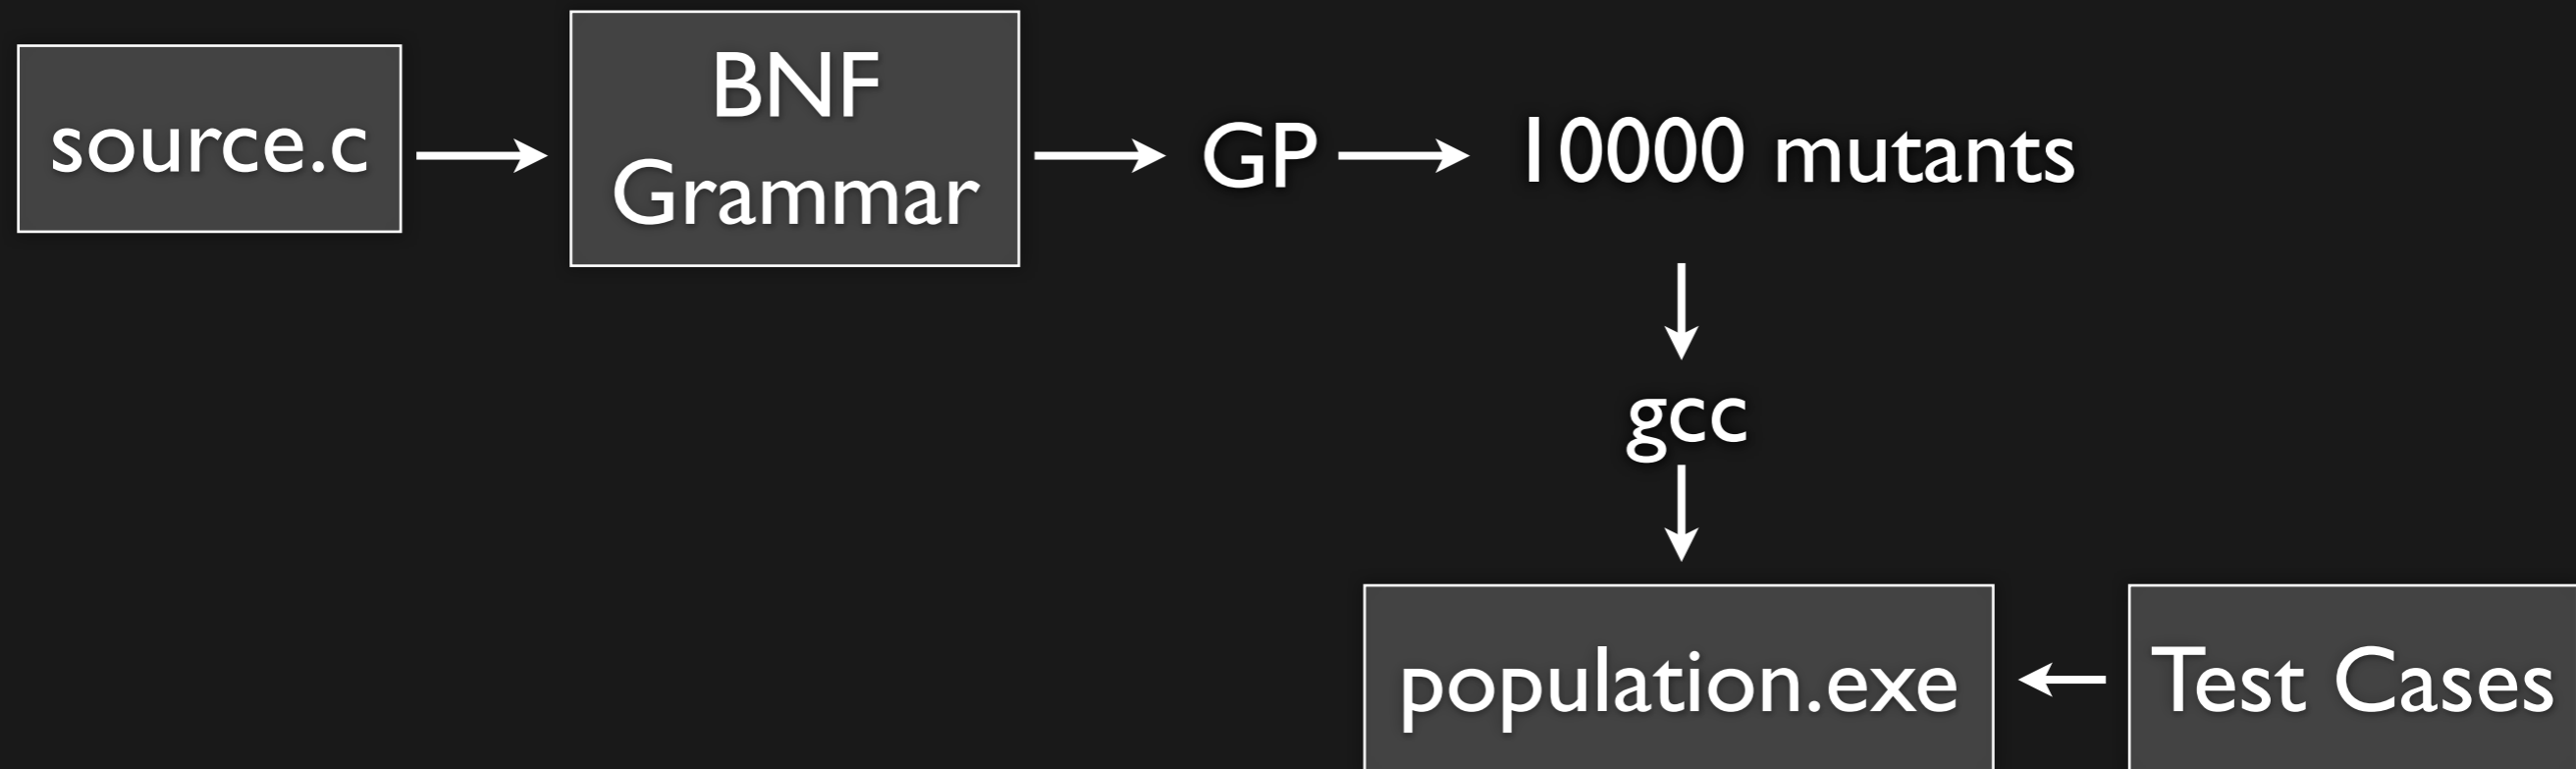 source.c
BNF
Grammar
GP
10000 mutants
gcc
population.exe
Test Cases